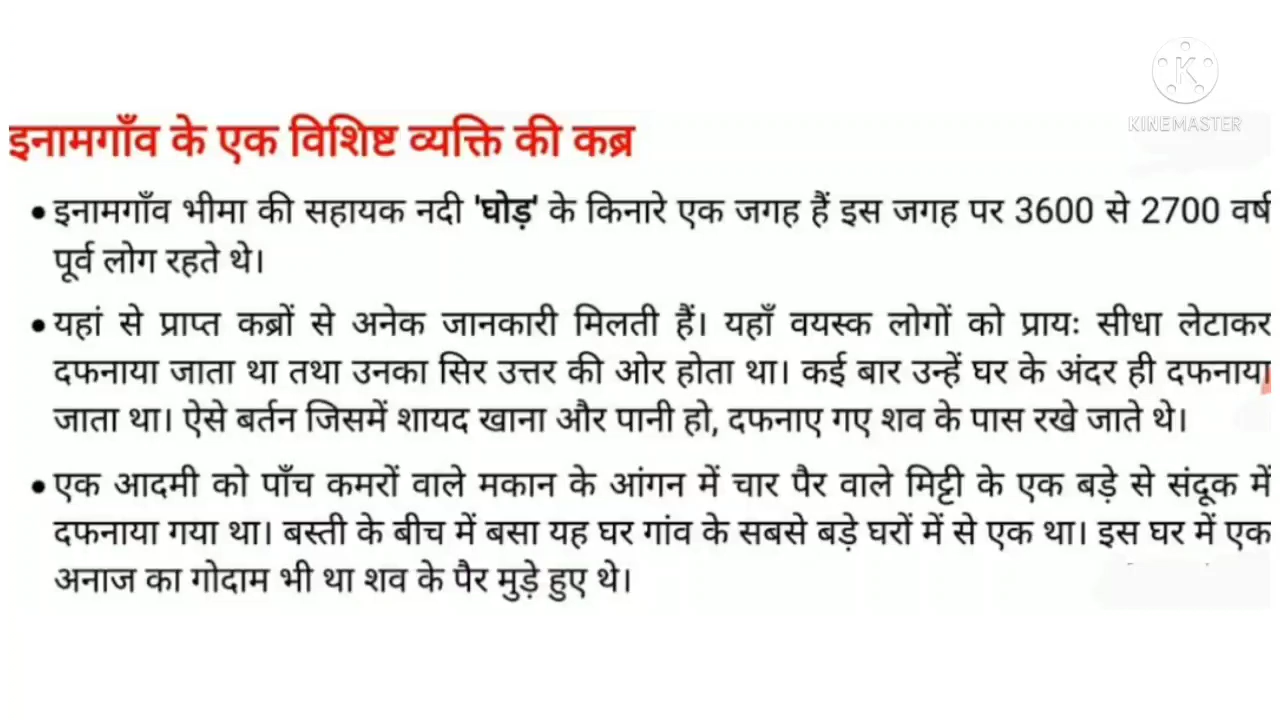 KINEMASTER
इनामगाँव के एक विशिष्ट व्यक्ति की कब्र
• इनामगाँव भीमा की सहायक नदी 'घोड़' के किनारे एक जगह हैं इस जगह पर 3600 से 2700 वर्ष
पूर्व लोग रहते थे।
• यहां से प्राप्त कब्रों से अनेक जानकारी मिलती हैं। यहाँ वयस्क लोगों को प्रायः सीधा लेटाकर
दफनाया जाता था तथा उनका सिर उत्तर की ओर होता था। कई बार उन्हें घर के अंदर ही दफनाया
जाता था। ऐसे बर्तन जिसमें शायद खाना और पानी हो, दफनाए गए शव के पास रखे जाते थे।
• एक आदमी को पाँच कमरों वाले मकान के आंगन में चार पैर वाले मिट्टी के एक बड़े से संदूक में
दफनाया गया था। बस्ती के बीच में बसा यह घर गांव के सबसे बड़े घरों में से एक था। इस घर में एक
अनाज का गोदाम भी था शव के पैर मुड़े हुए थे।